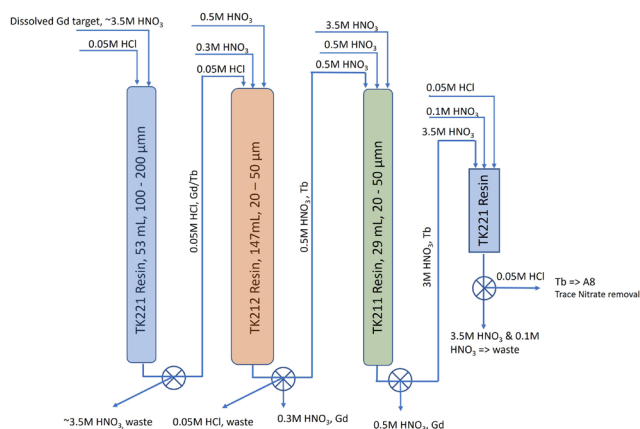 Dissolved Gd target, ~3.5M HNO₃
0.05M HCl
TK221 Resin, 53 mL, 100 - 200 µmn
~3.5M HNO₃, waste
0.05M HCl, Gd/Tb
0.5M HNO₃
0.3M HNO₃
0.05M HCl
TK212 Resin, 147mL, 20 – 50 µm
0.05M HCl, waste
0.3M HNO₃, Gd
0.5M HNO₃, Tb
3.5M HNO₃
0.5M HNO₃
0.5M HNO₃
TK211 Resin, 29 mL, 20 - 50 µm
0.5M HNO₃, Gd
3M HNO₃, Tb
0.05M HCl
0.1M HNO₃
3.5M HNO₃
TK221 Resin
0.05M HCl
Tb => A8
Trace Nitrate removal
3.5M HNO₃ & 0.1M
HNO₃ => waste